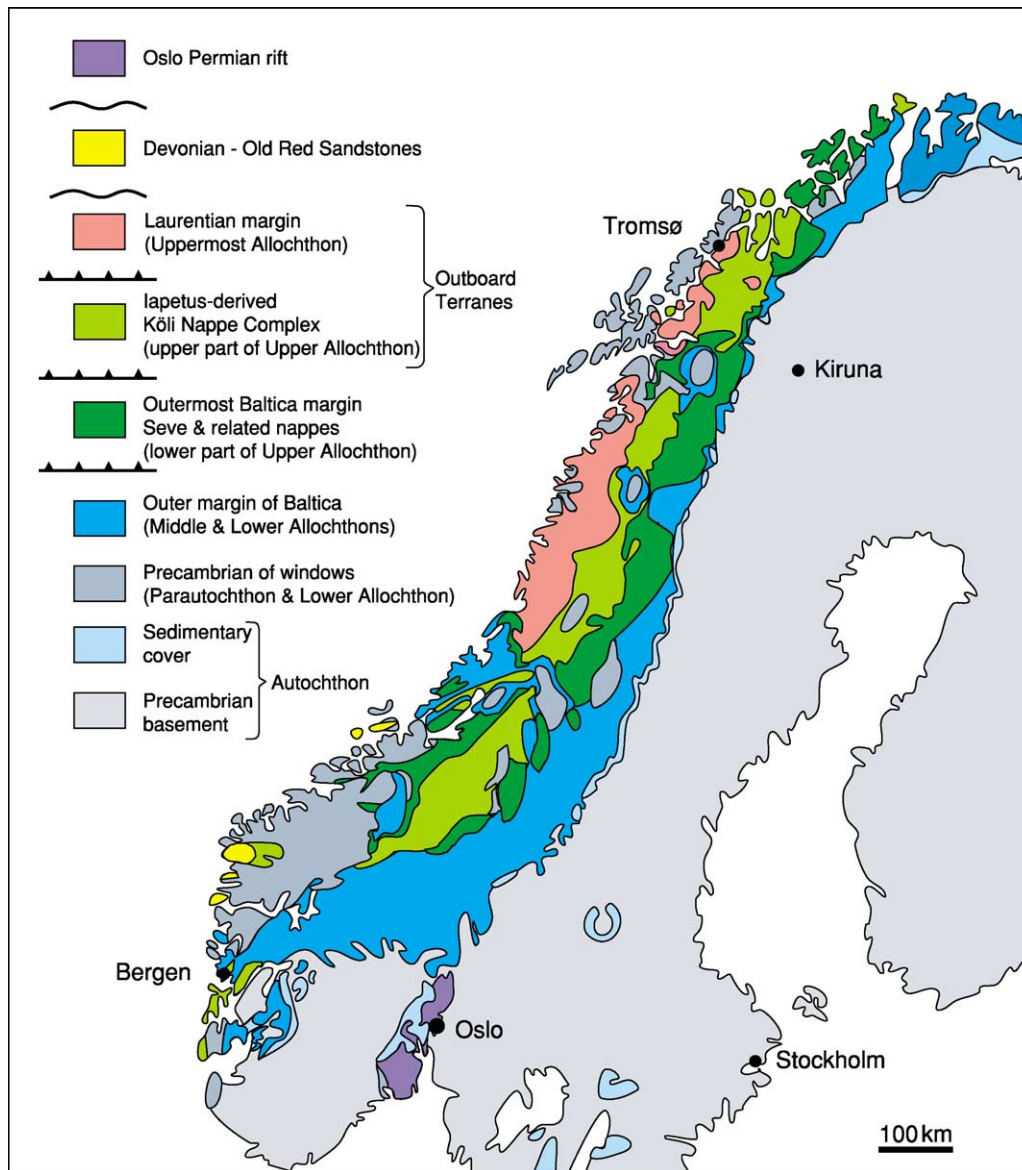 Oslo Permian rift
Devonian - Old Red Sandstones
Laurentian margin
(Uppermost Allochthon)
Iapetus-derived
Köli Nappe Complex
(upper part of Upper Allochthon)
Outboard
Terranes
Outermost Baltica margin
Seve & related nappes
(lower part of Upper Allochthon)
Outer margin of Baltica
(Middle & Lower Allochthons)
Precambrian of windows
(Parautochthon & Lower Allochthon)
Sedimentary
cover
Autochthon
Precambrian
basement
Tromsø
Kiruna
Bergen
Oslo
Stockholm
100 km